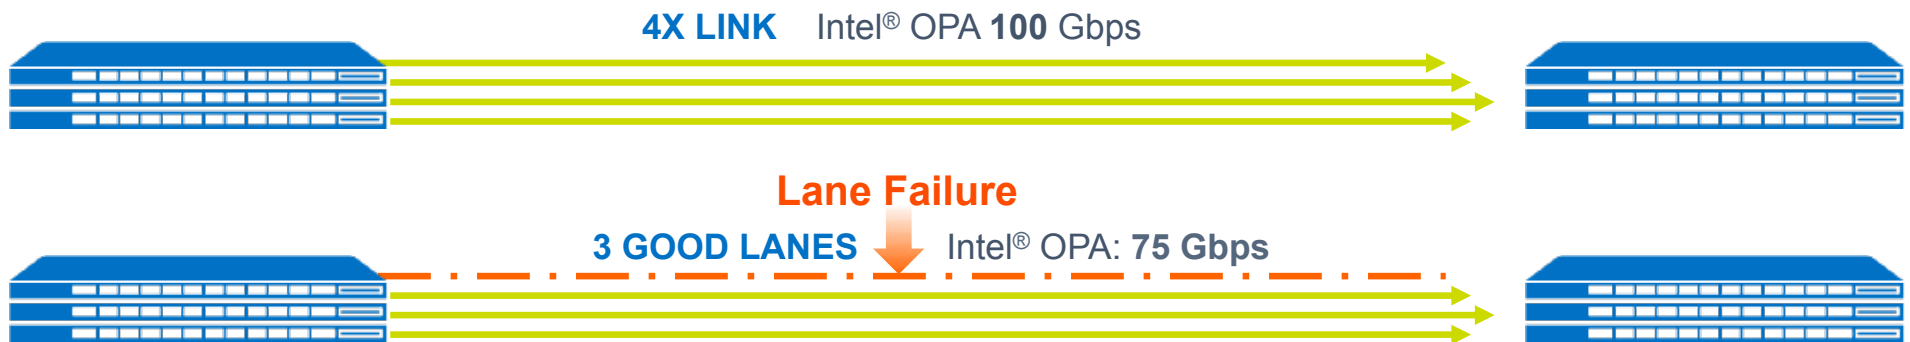 4X LINK Intel® OPA 100 Gbps
Lane Failure
3 GOOD LANES Intel® OPA: 75 Gbps